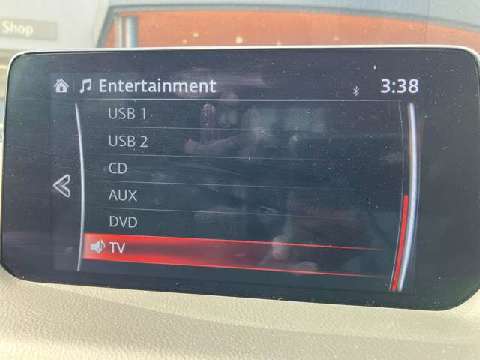 Shop
Entertainment 3:38
USB 1
USB 2
CD
AUX
DVD
TV